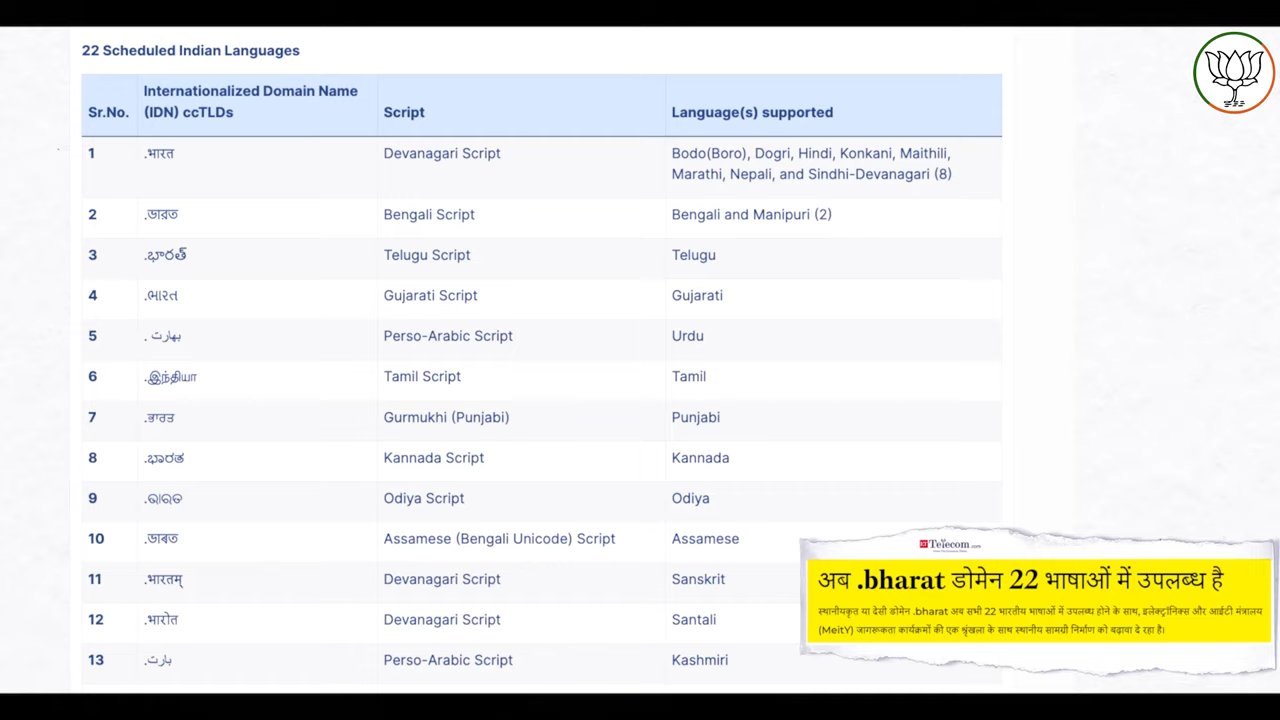 22 Scheduled Indian Languages
Sr.No. Internationalized Domain Name (IDN) ccTLDs Script Language(s) supported
1 .भारत Devanagari Script Bodo(Boro), Dogri, Hindi, Konkani, Maithili,
Marathi, Nepali, and Sindhi-Devanagari (8)
2 .ভারত Bengali Script Bengali and Manipuri (2)
3 .భారత్ Telugu Script Telugu
4 .ભારત Gujarati Script Gujarati
5 . بھارت Perso-Arabic Script Urdu
6 .இந்தியா Tamil Script Tamil
7 .ਭਾਰਤ Gurmukhi (Punjabi) Punjabi
8 .ಭಾರತ Kannada Script Kannada
9 .ଭାରତ Odiya Script Odiya
10 .ভাৰত Assamese (Bengali Unicode) Script Assamese
11 .भारतम् Devanagari Script Sanskrit
12 .भारोत Devanagari Script Santali
13 .بارت Perso-Arabic Script Kashmiri
ET Telecom.com
अब .bharat डोमेन 22 भाषाओं में उपलब्ध है
स्थानीयकृत या देसी डोमेन .bharat अब सभी 22 भारतीय भाषाओं में उपलब्ध होने के साथ, इलेक्ट्रॉनिक्स और आईटी मंत्रालय
(MeitY) जागरूकता कार्यक्रमों की एक श्रृंखला के साथ स्थानीय सामग्री निर्माण को बढ़ावा दे रहा है।